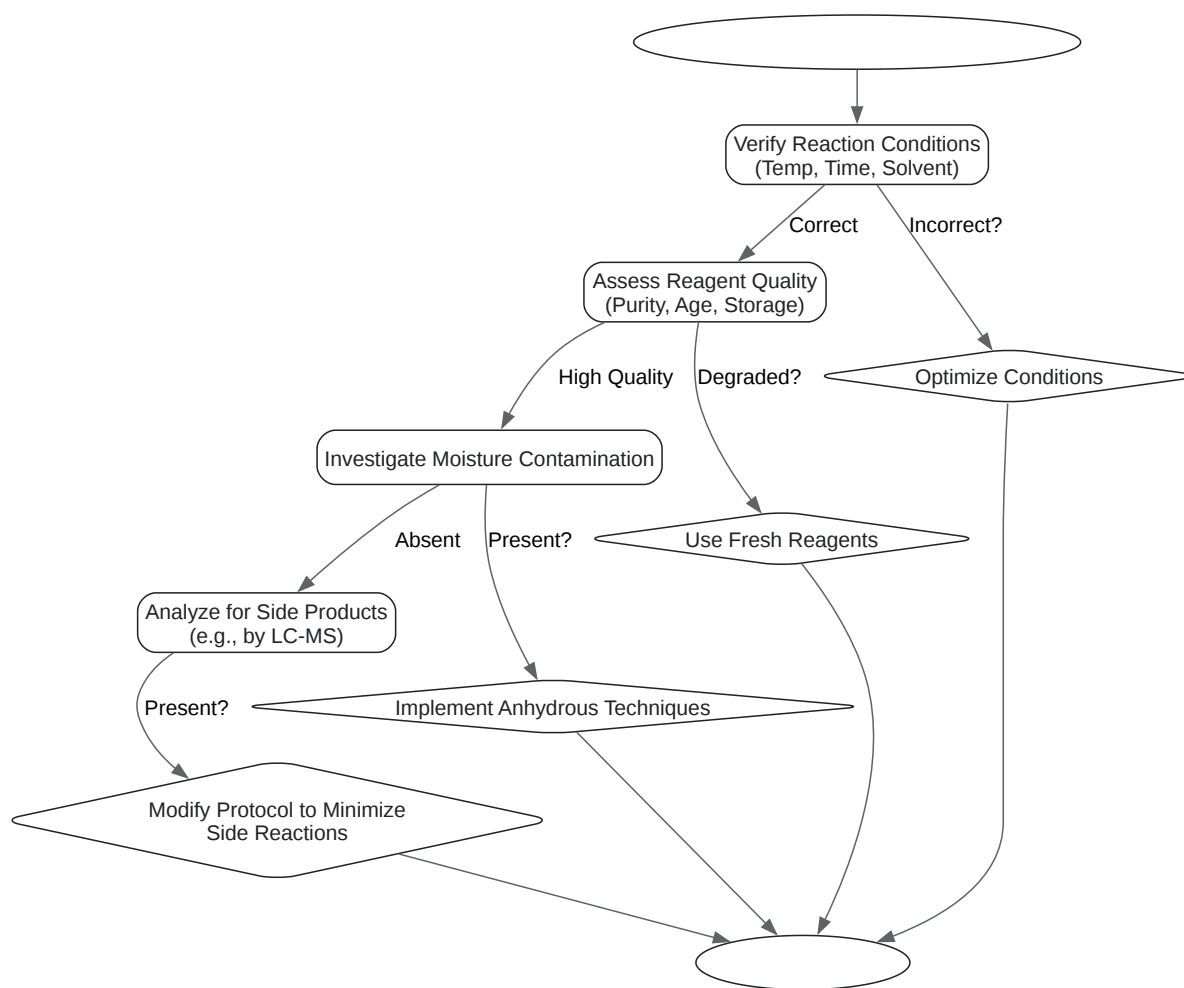 Verify Reaction Conditions
(Temp, Time, Solvent)
Correct
Incorrect?
Assess Reagent Quality
(Purity, Age, Storage)
High Quality
Degraded?
Optimize Conditions
Investigate Moisture Contamination
Absent
Present?
Use Fresh Reagents
Analyze for Side Products
(e.g., by LC-MS)
Present?
Implement Anhydrous Techniques
Modify Protocol to Minimize
Side Reactions